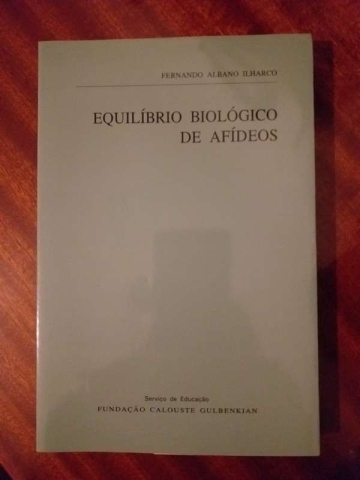 FERNANDO ALBANO ILHARCO
EQUILÍBRIO BIOLÓGICO
DE AFÍDEOS
Serviço de Educação
FUNDAÇÃO CALOUSTE GULBENKIAN